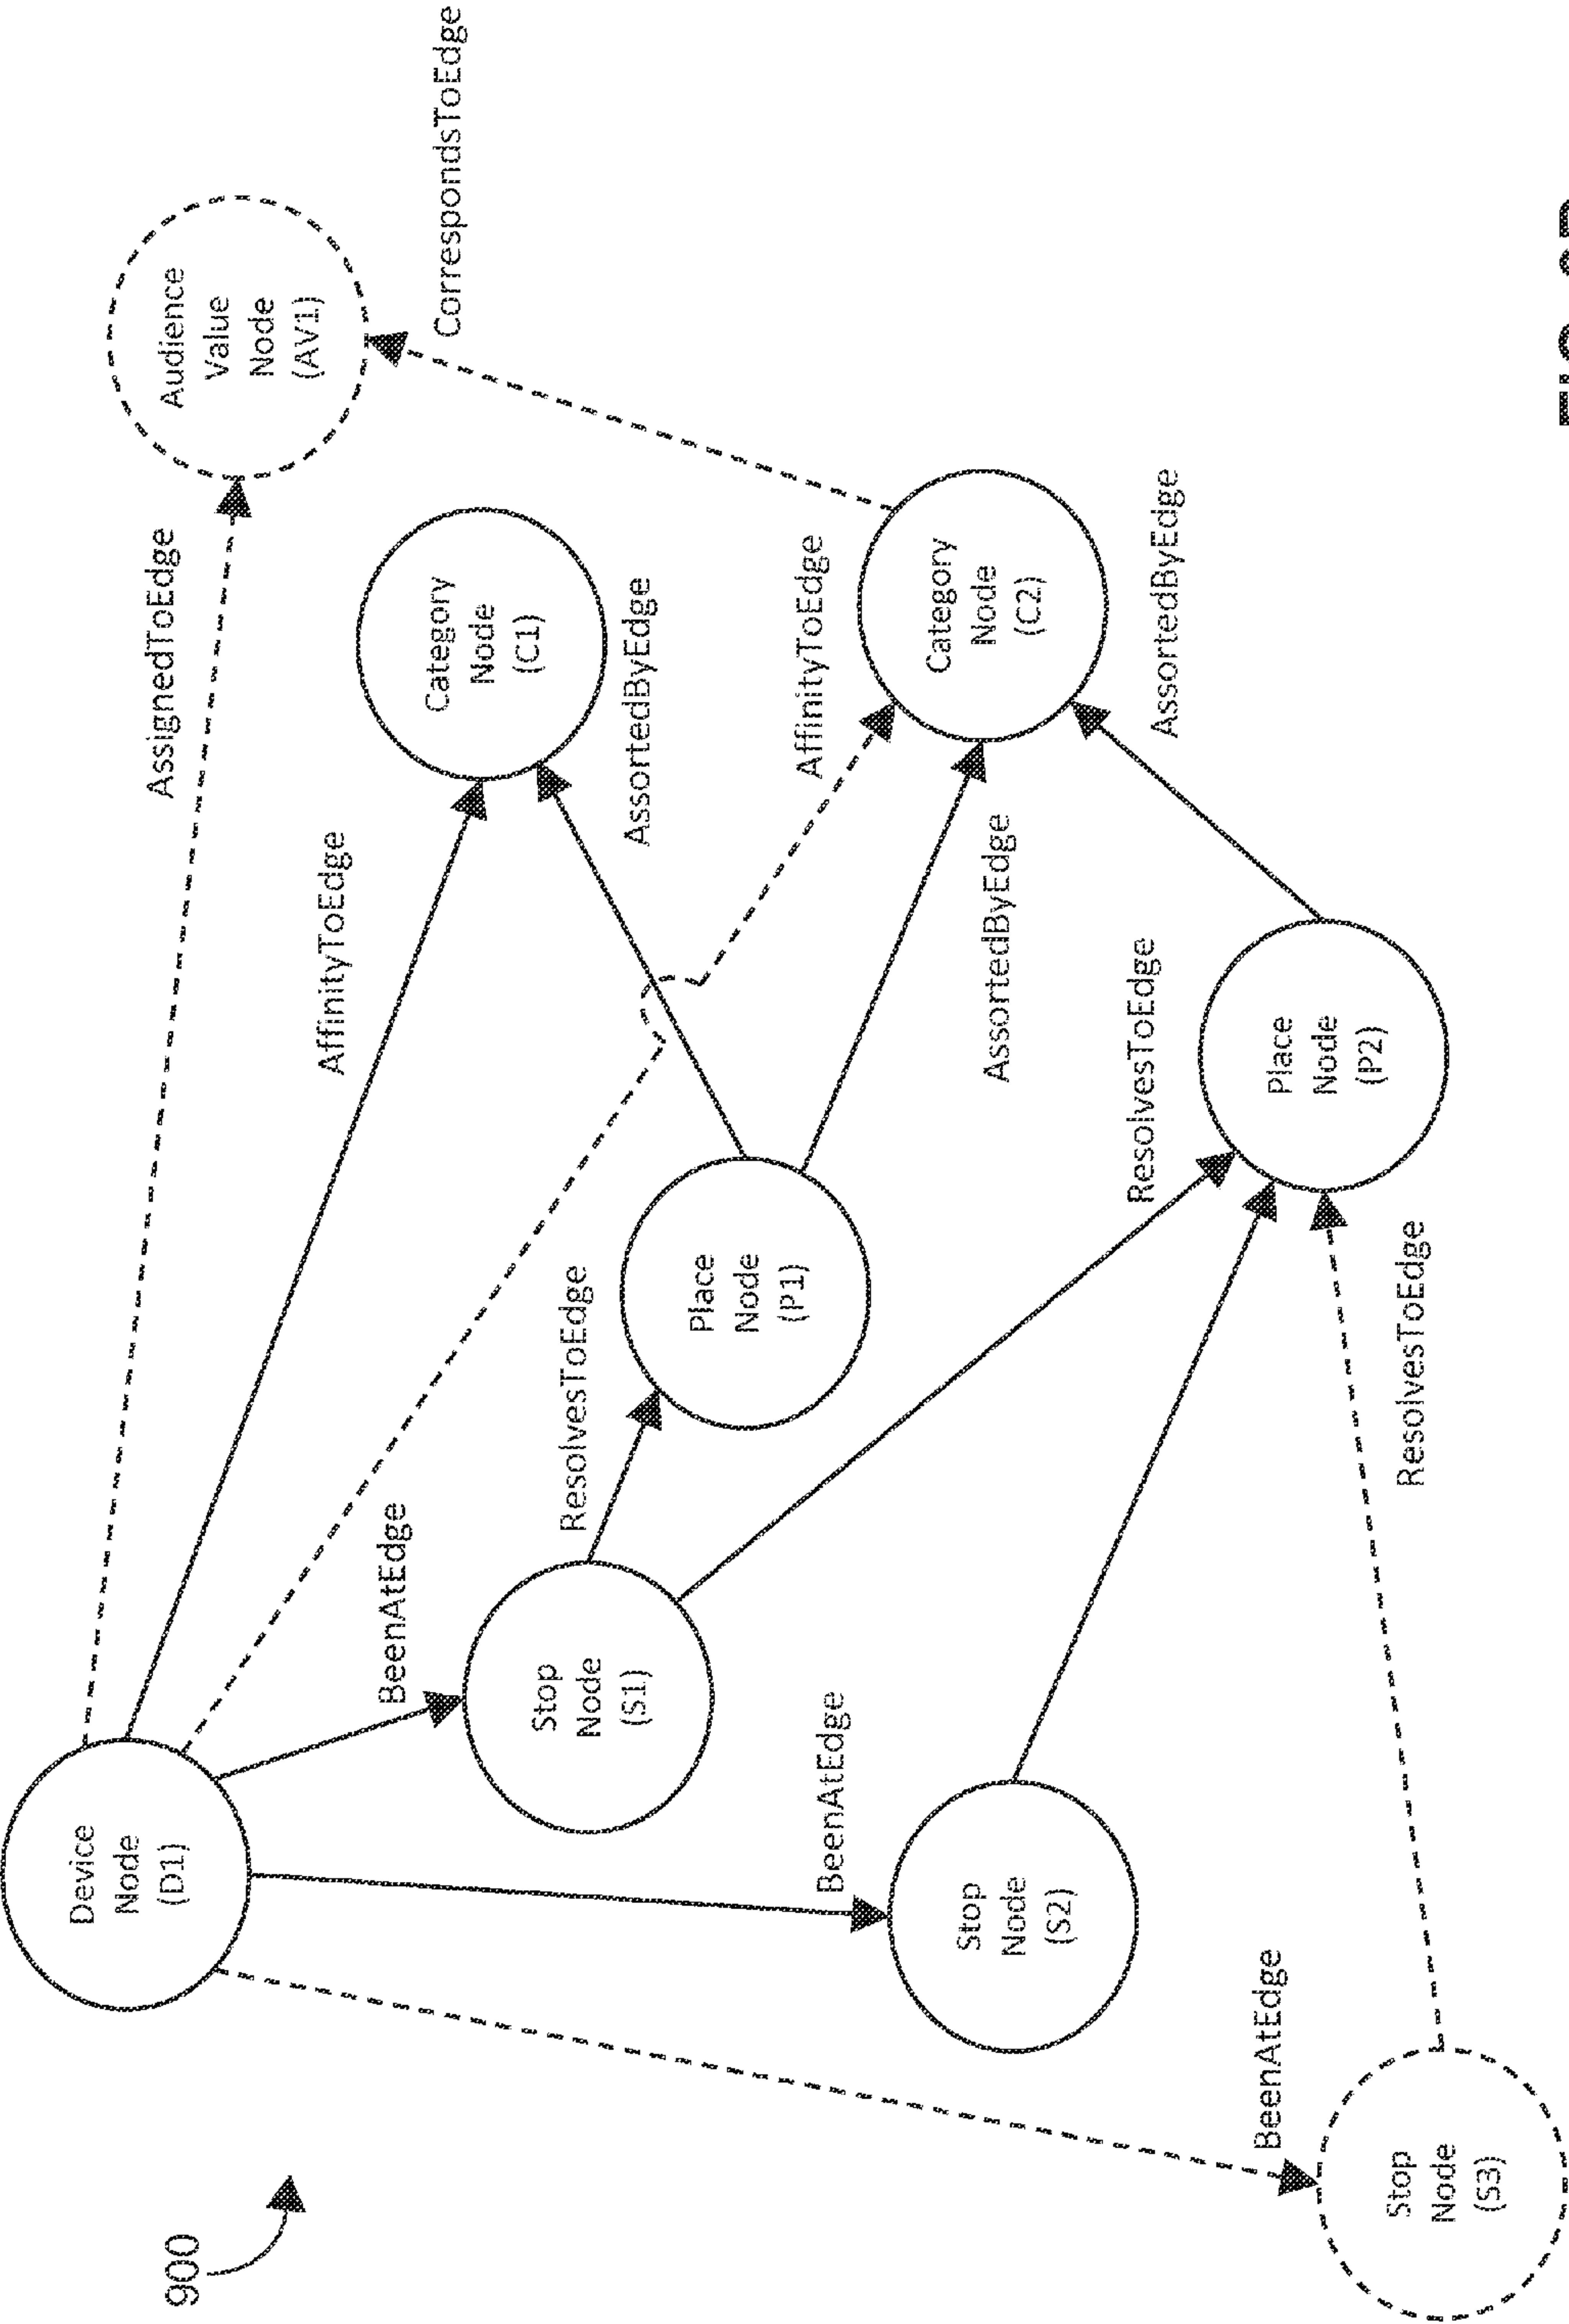 900
Device
Node
(D1)
AssignedToEdge
Audience
Value
Node
(AV1)
AffinityToEdge
BeenAtEdge
Category
Node
(C1)
CorrespondsToEdge
Stop
Node
(S1)
ResolvesToEdge
AssortedByEdge
Place
Node
(P1)
AffinityToEdge
BeenAtEdge
Category
Node
(C2)
Stop
Node
(S2)
AssortedByEdge
ResolvesToEdge
AssortedByEdge
BeenAtEdge
Place
Node
(P2)
Stop
Node
(S3)
ResolvesToEdge